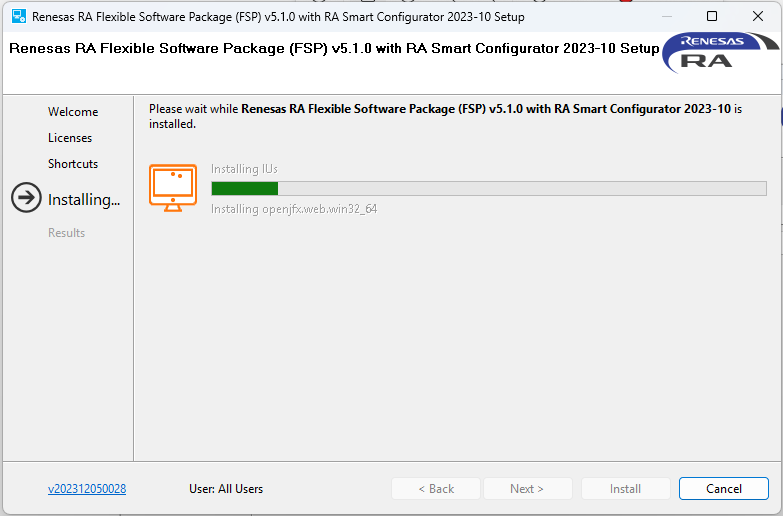 Renesas RA Flexible Software Package (FSP) v5.1.0 with RA Smart Configurator 2023-10 Setup
Renesas RA Flexible Software Package (FSP) v5.1.0 with RA Smart Configurator 2023-10 Setup
RENESAS
RA
Welcome
Licenses
Shortcuts
Installing...
Results
Please wait while Renesas RA Flexible Software Package (FSP) v5.1.0 with RA Smart Configurator 2023-10 is
installed.
Installing IUs
Installing openjfx.web.win32_64
v202312050028
User: All Users
< Back
Next >
Install
Cancel